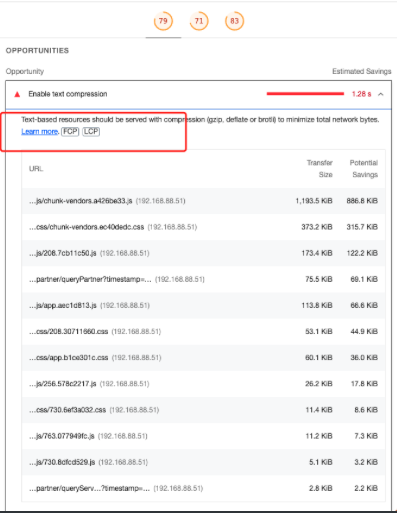 79 71 83
OPPORTUNITIES
Opportunity Estimated Savings
Enable text compression 1.28 s
Text-based resources should be served with compression (gzip, deflate or brotli) to minimize total network bytes.
Learn more. FCP LCP
URL Transfer Size Potential Savings
...js/chunk-vendors.a426be33.js (192.168.88.51) 1,193.5 KiB 886.8 KiB
...css/chunk-vendors.ec40dedc.css (192.168.88.51) 373.2 KiB 315.7 KiB
...js/208.7cb11c50.js (192.168.88.51) 173.4 KiB 122.2 KiB
...partner/queryPartner?timestamp=... (192.168.88.51) 75.5 KiB 69.1 KiB
...js/app.aec1d813.js (192.168.88.51) 113.8 KiB 66.6 KiB
...css/208.30711660.css (192.168.88.51) 53.1 KiB 44.9 KiB
...css/app.b1ce301c.css (192.168.88.51) 60.1 KiB 36.0 KiB
...js/256.578c2217.js (192.168.88.51) 26.2 KiB 17.8 KiB
...css/730.6ef3a032.css (192.168.88.51) 11.4 KiB 8.6 KiB
...js/763.077949fc.js (192.168.88.51) 11.2 KiB 7.3 KiB
...js/730.8cfcd529.js (192.168.88.51) 5.1 KiB 3.2 KiB
...partner/queryServ...?timestamp=... (192.168.88.51) 2.8 KiB 2.2 KiB